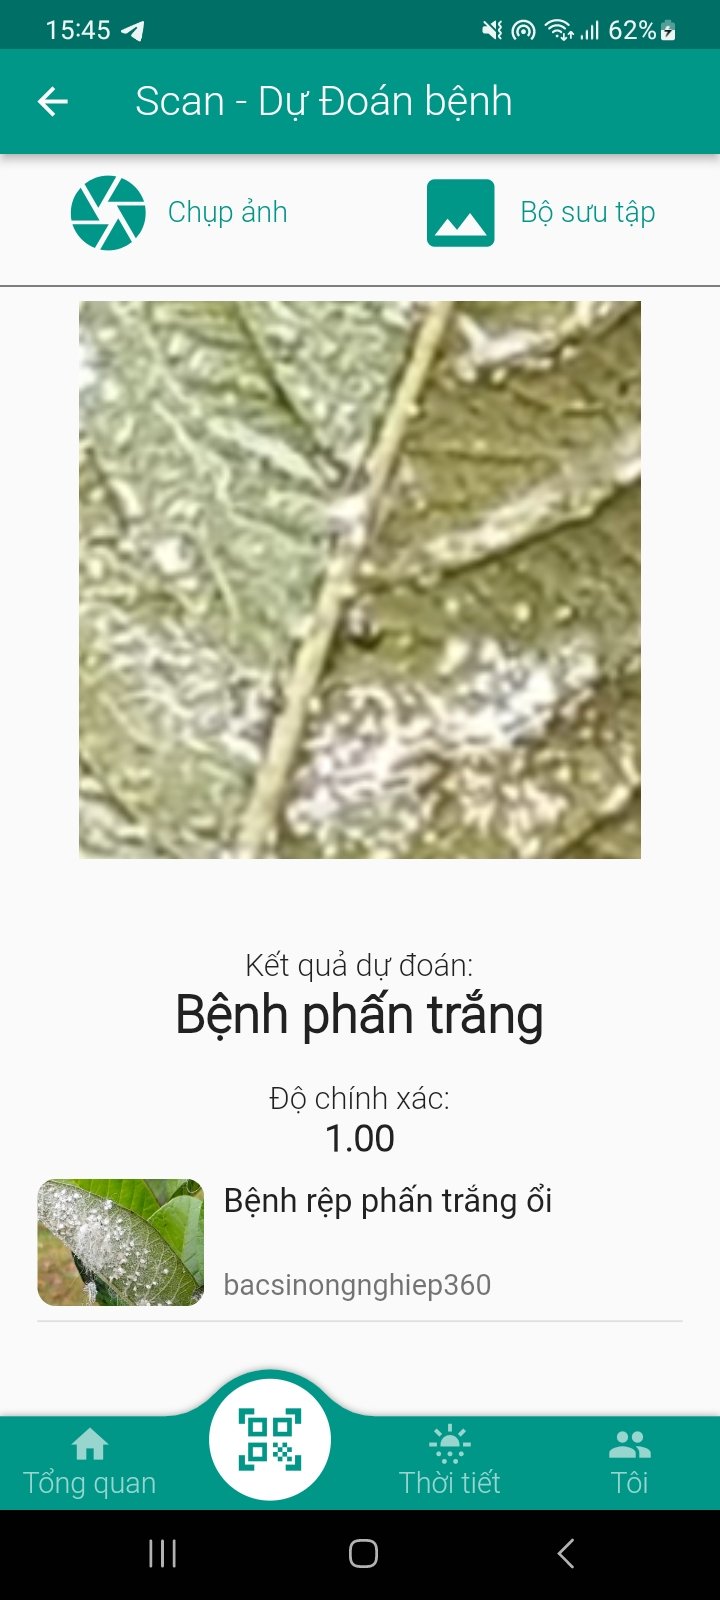 15:45 62%
Scan - Dự Đoán bệnh
Chụp ảnh Bộ sưu tập
Kết quả dự đoán:
Bệnh phấn trắng
Độ chính xác:
1.00
Bệnh rệp phấn trắng ổi
bacsinongnghiep360
Tổng quan Thời tiết Tôi